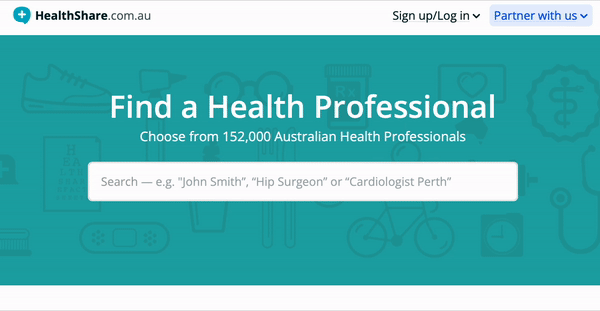 HealthShare.com.au
Sign up/Log in
Partner with us
Find a Health Professional
Choose from 152,000 Australian Health Professionals
Search — e.g. "John Smith", “Hip Surgeon” or “Cardiologist Perth”